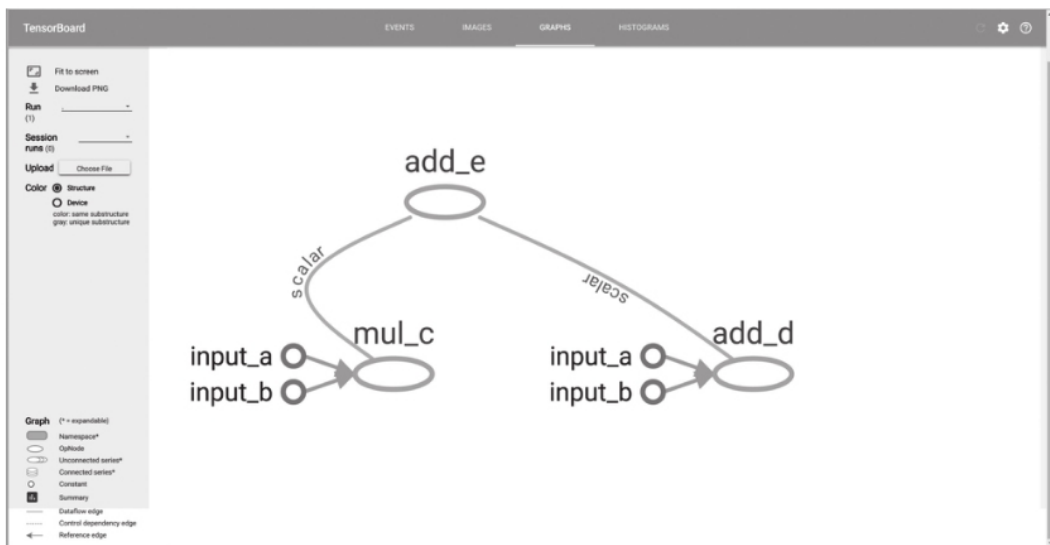 TensorBoard
EVENTS
IMAGES
GRAPHS
HISTOGRAMS
Fit to screen
Download PNG
Run
.
(1)
Session
runs (0)
Upload
Choose File
Color
Structure
Device
color: same substructure
gray: unique substructure
add_e
scalar
scalar
mul_c
input_a
input_b
add_d
input_a
input_b
Graph (* = expandable)
Namespace*
OpNode
Unconnected series*
Connected series*
Constant
Summary
Dataflow edge
Control dependency edge
Reference edge